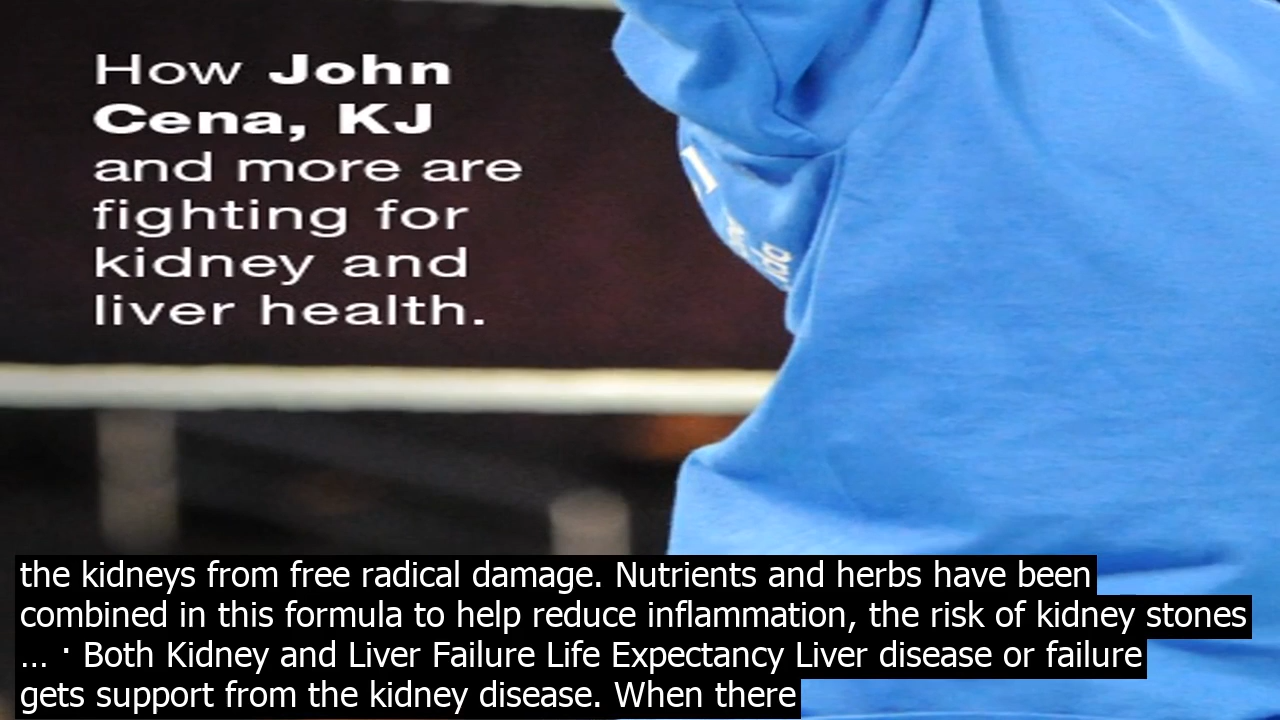 How John
Cena, KJ
and more are
fighting for
kidney and
liver health.
the kidneys from free radical damage. Nutrients and herbs have been
combined in this formula to help reduce inflammation, the risk of kidney stones
... · Both Kidney and Liver Failure Life Expectancy Liver disease or failure
gets support from the kidney disease. When there